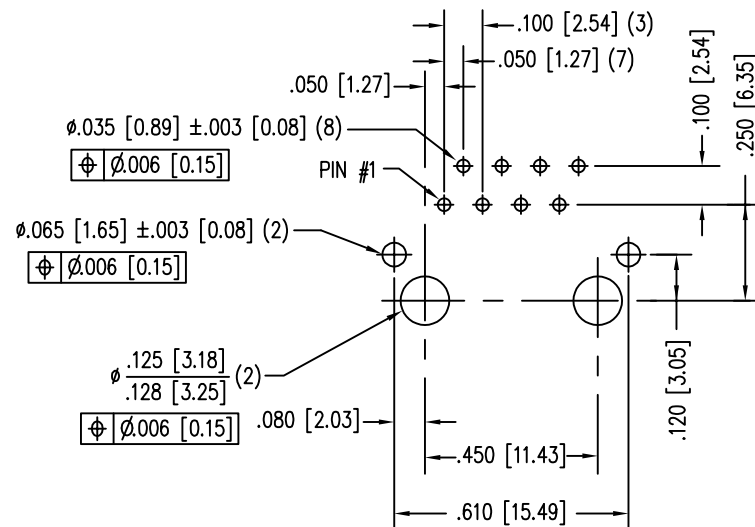 .100 [2.54] (3)
.050 [1.27] (7)
.050 [1.27]
.100 [2.54]
.250 [6.35]
ø.035 [0.89] ±.003 [0.08] (8)
⌖ Ø.006 [0.15]
PIN #1
ø.065 [1.65] ±.003 [0.08] (2)
⌖ Ø.006 [0.15]
ø .125 [3.18]
.128 [3.25] (2)
⌖ Ø.006 [0.15]
.080 [2.03]
.120 [3.05]
.450 [11.43]
.610 [15.49]